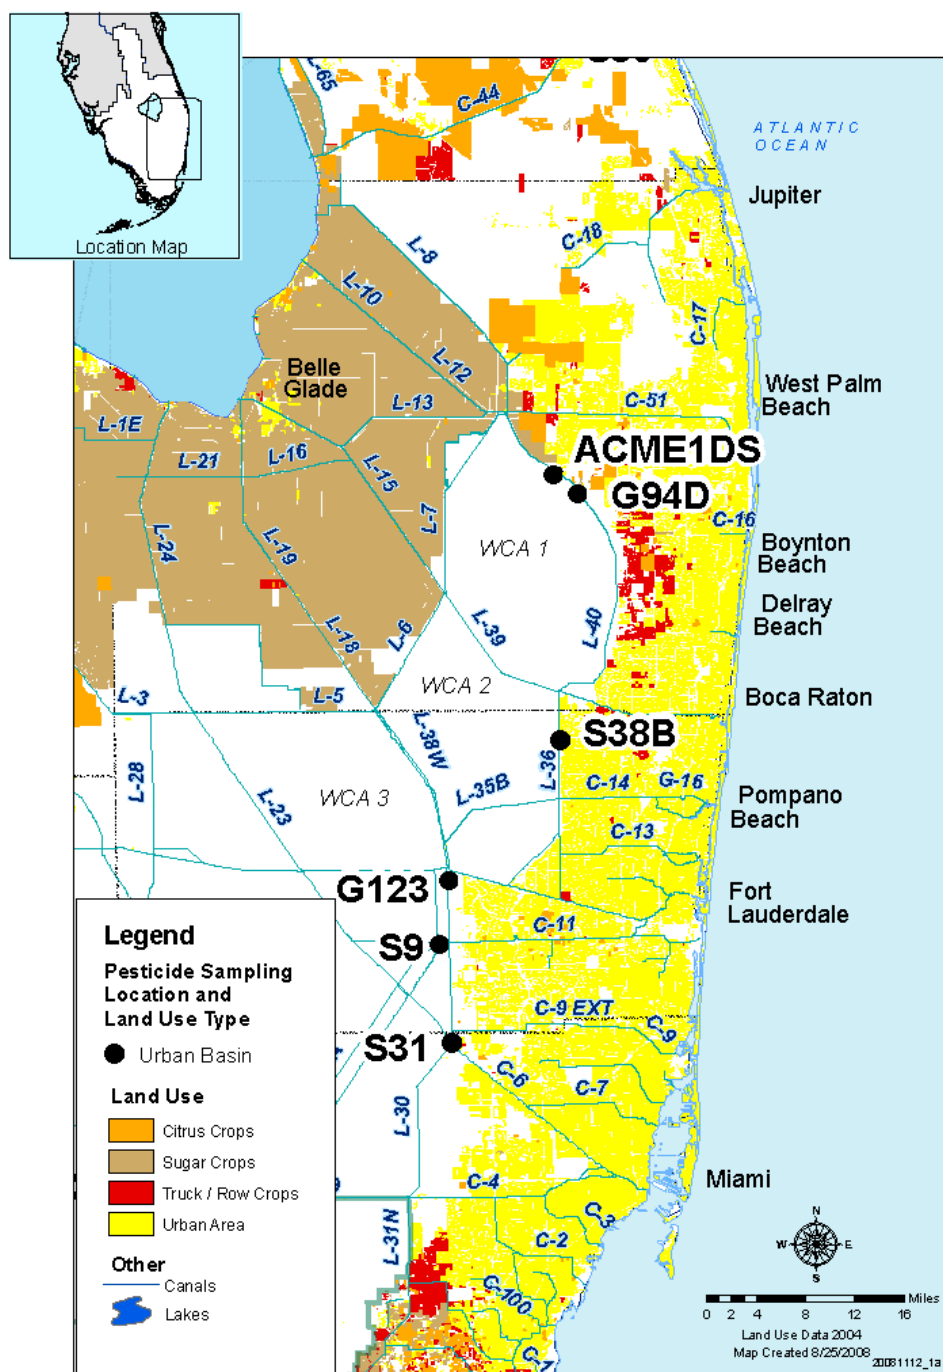 Location Map
ATLANTIC
OCEAN
L-65
C-44
Jupiter
C-18
L-8
L-10
C-17
L-12
Belle
Glade
West Palm
Beach
L-13
C-51
L-1E
L-21
L-16
L-15
ACME1DS
G94D
L-7
C-16
L-24
L-19
WCA 1
Boynton
Beach
Delray
Beach
L-39
L-40
L-18
L-6
L-3
L-5
WCA 2
Boca Raton
L-38W
S38B
L-36
L-28
L-23
WCA 3
L-35B
C-14
G-16
Pompano
Beach
C-13
G123
Fort
Lauderdale
C-11
S9
C-9 EXT
C-9
S31
C-6
C-7
L-30
C-4
Miami
C-3
L-31N
C-2
C-100
Legend
Pesticide Sampling
Location and
Land Use Type
Urban Basin
Land Use
Citrus Crops
Sugar Crops
Truck / Row Crops
Urban Area
Other
Canals
Lakes
N
W
E
S
Miles
0 2 4 8 12 16
Land Use Data 2004
Map Created 8/25/2008
20081112_1a